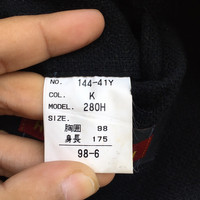 NO. 144-41Y
COL. K
MODEL. 280H
SIZE.
胸囲 98
身長 175
98-6